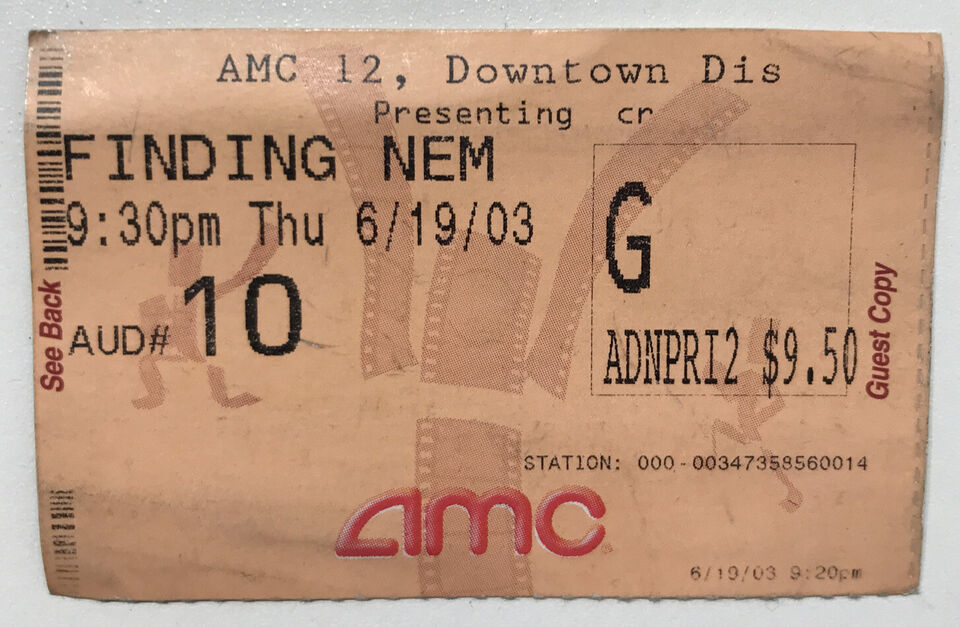 AMC 12, Downtown Dis
Presenting cr
FINDING NEM
9:30pm Thu 6/19/03
G
AUD# 10
ADNPRI2 $9.50
See Back
Guest Copy
STATION: 000-00347358560014
AMC
6/19/03 9:20pm